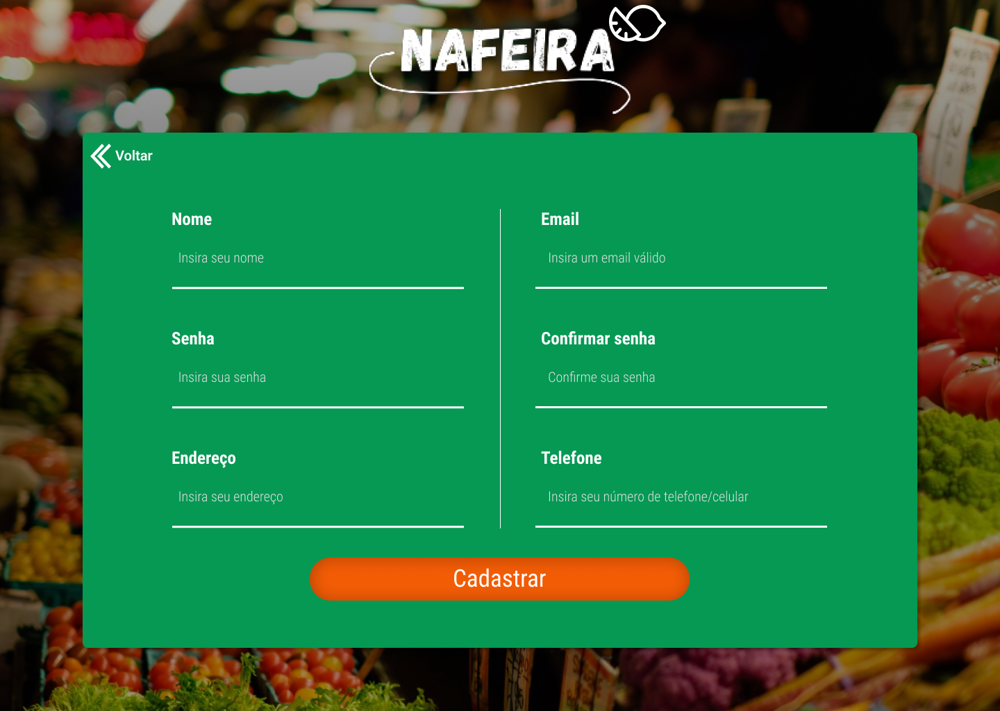 NAFEIRA
Voltar
Nome
Insira seu nome
Email
Insira um email válido
Senha
Insira sua senha
Confirmar senha
Confirme sua senha
Endereço
Insira seu endereço
Telefone
Insira seu número de telefone/celular
Cadastrar